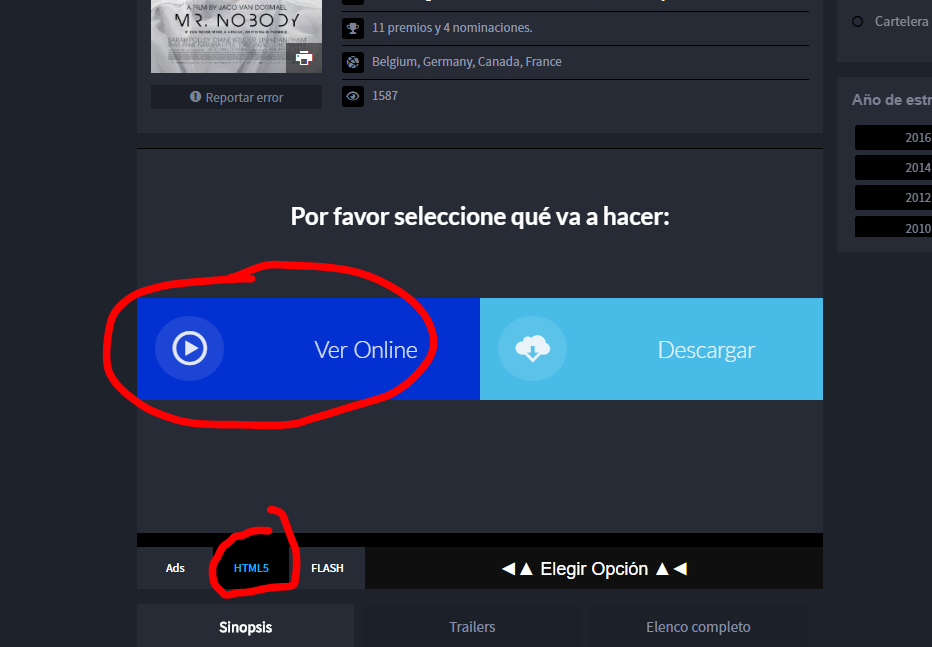 A FILM BY JACO VAN DORMAEL
MR. NOBODY
11 premios y 4 nominaciones.
Cartelera
Belgium, Germany, Canada, France
Reportar error
1587
Año de estr
2016
2014
2012
2010
Por favor seleccione qué va a hacer:
Ver Online
Descargar
Ads
HTML5
FLASH
◀▲ Elegir Opción ▲◀
Sinopsis
Trailers
Elenco completo